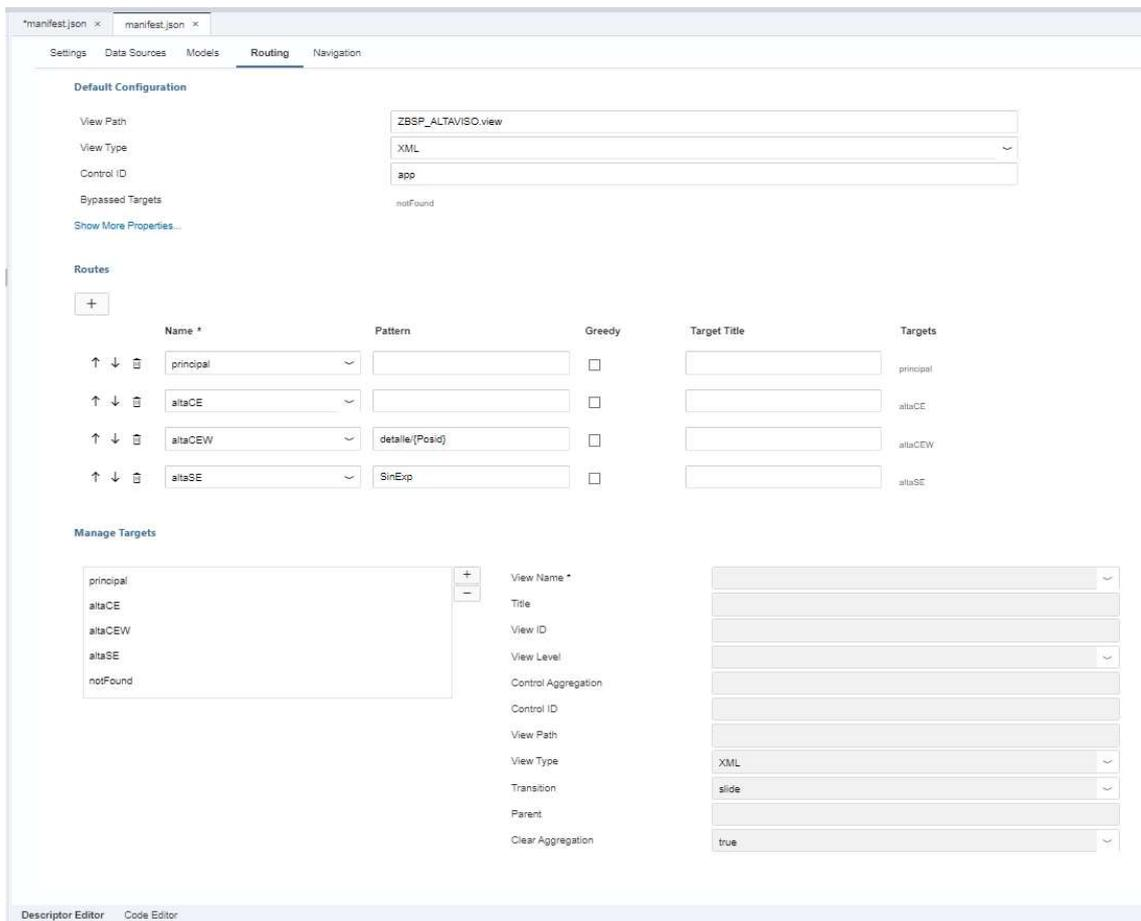 *manifest.json × manifest.json ×
Settings Data Sources Models Routing Navigation
Default Configuration
View Path ZBSP_ALTAVISO.view
View Type XML
Control ID app
Bypassed Targets notFound
Show More Properties...
Routes
+
Name * Pattern Greedy Target Title Targets
principal principal
altaCE altaCE
altaCEW detalle/{Posid} altaCEW
altaSE SinExp altaSE
Manage Targets
principal
altaCE
altaCEW
altaSE
notFound
+
−
View Name *
Title
View ID
View Level
Control Aggregation
Control ID
View Path
View Type XML
Transition slide
Parent
Clear Aggregation true
Descriptor Editor Code Editor